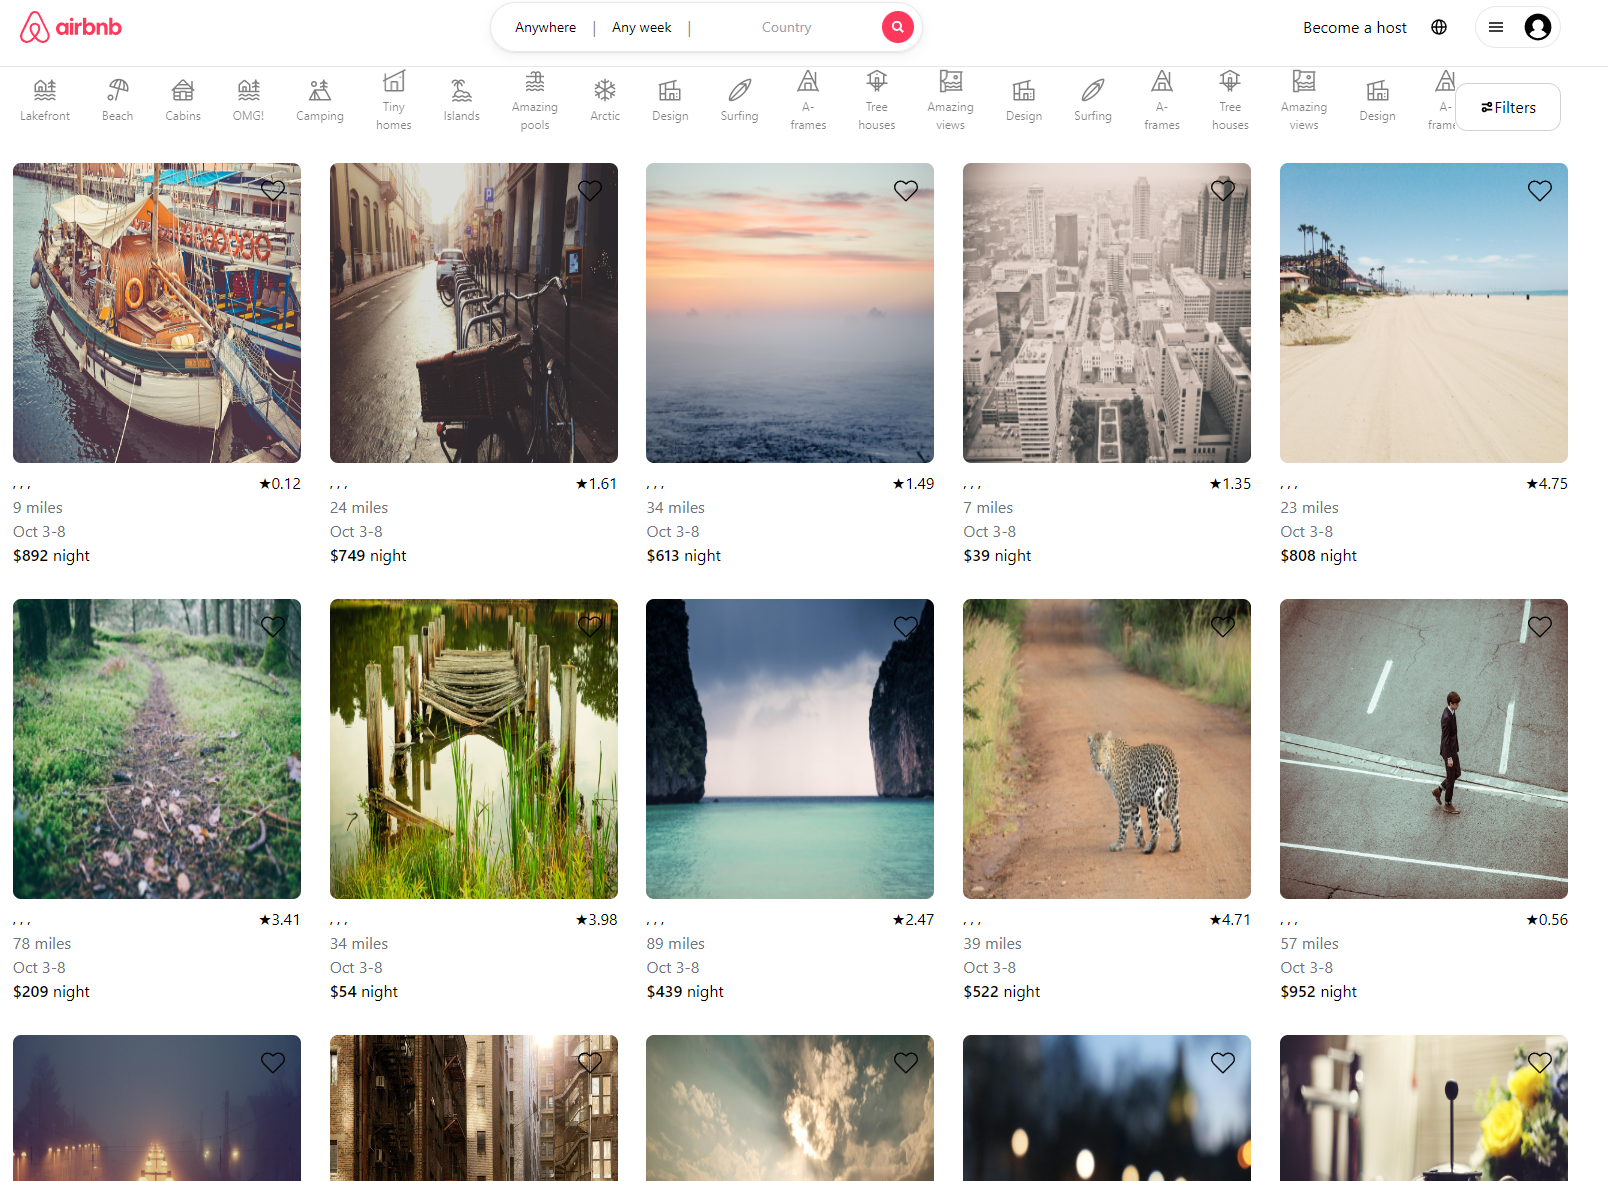 airbnb
Anywhere | Any week | Country
Become a host
Lakefront
Beach
Cabins
OMG!
Camping
Tiny
homes
Islands
Amazing
pools
Arctic
Design
Surfing
A-
frames
Tree
houses
Amazing
views
Design
Surfing
A-
frames
Tree
houses
Amazing
views
Design
A-
frame
Filters
, , , ★0.12
9 miles
Oct 3-8
$892 night
, , , ★1.61
24 miles
Oct 3-8
$749 night
, , , ★1.49
34 miles
Oct 3-8
$613 night
, , , ★1.35
7 miles
Oct 3-8
$39 night
, , , ★4.75
23 miles
Oct 3-8
$808 night
, , , ★3.41
78 miles
Oct 3-8
$209 night
, , , ★3.98
34 miles
Oct 3-8
$54 night
, , , ★2.47
89 miles
Oct 3-8
$439 night
, , , ★4.71
39 miles
Oct 3-8
$522 night
, , , ★0.56
57 miles
Oct 3-8
$952 night